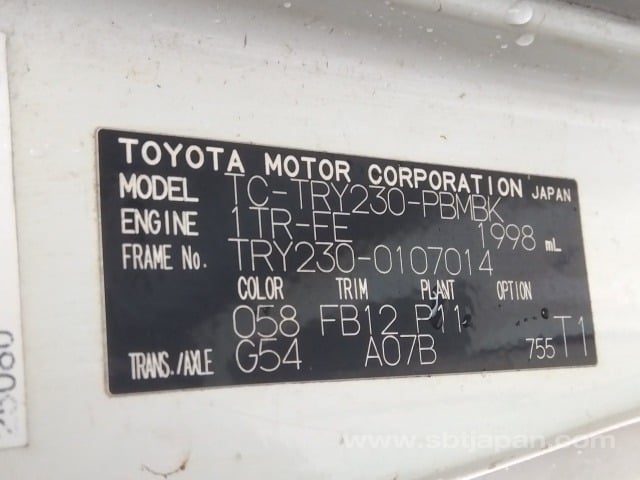 TOYOTA MOTOR CORPORATION JAPAN
MODEL TC-TRY230-PBMBK
ENGINE 1TR-FE 1998 mL
FRAME No. TRY230-0107014
COLOR TRIM PLANT OPTION
058 FB12 P11
TRANS./AXLE G54 A07B 755 T1
25080
www.sbtjapan.com